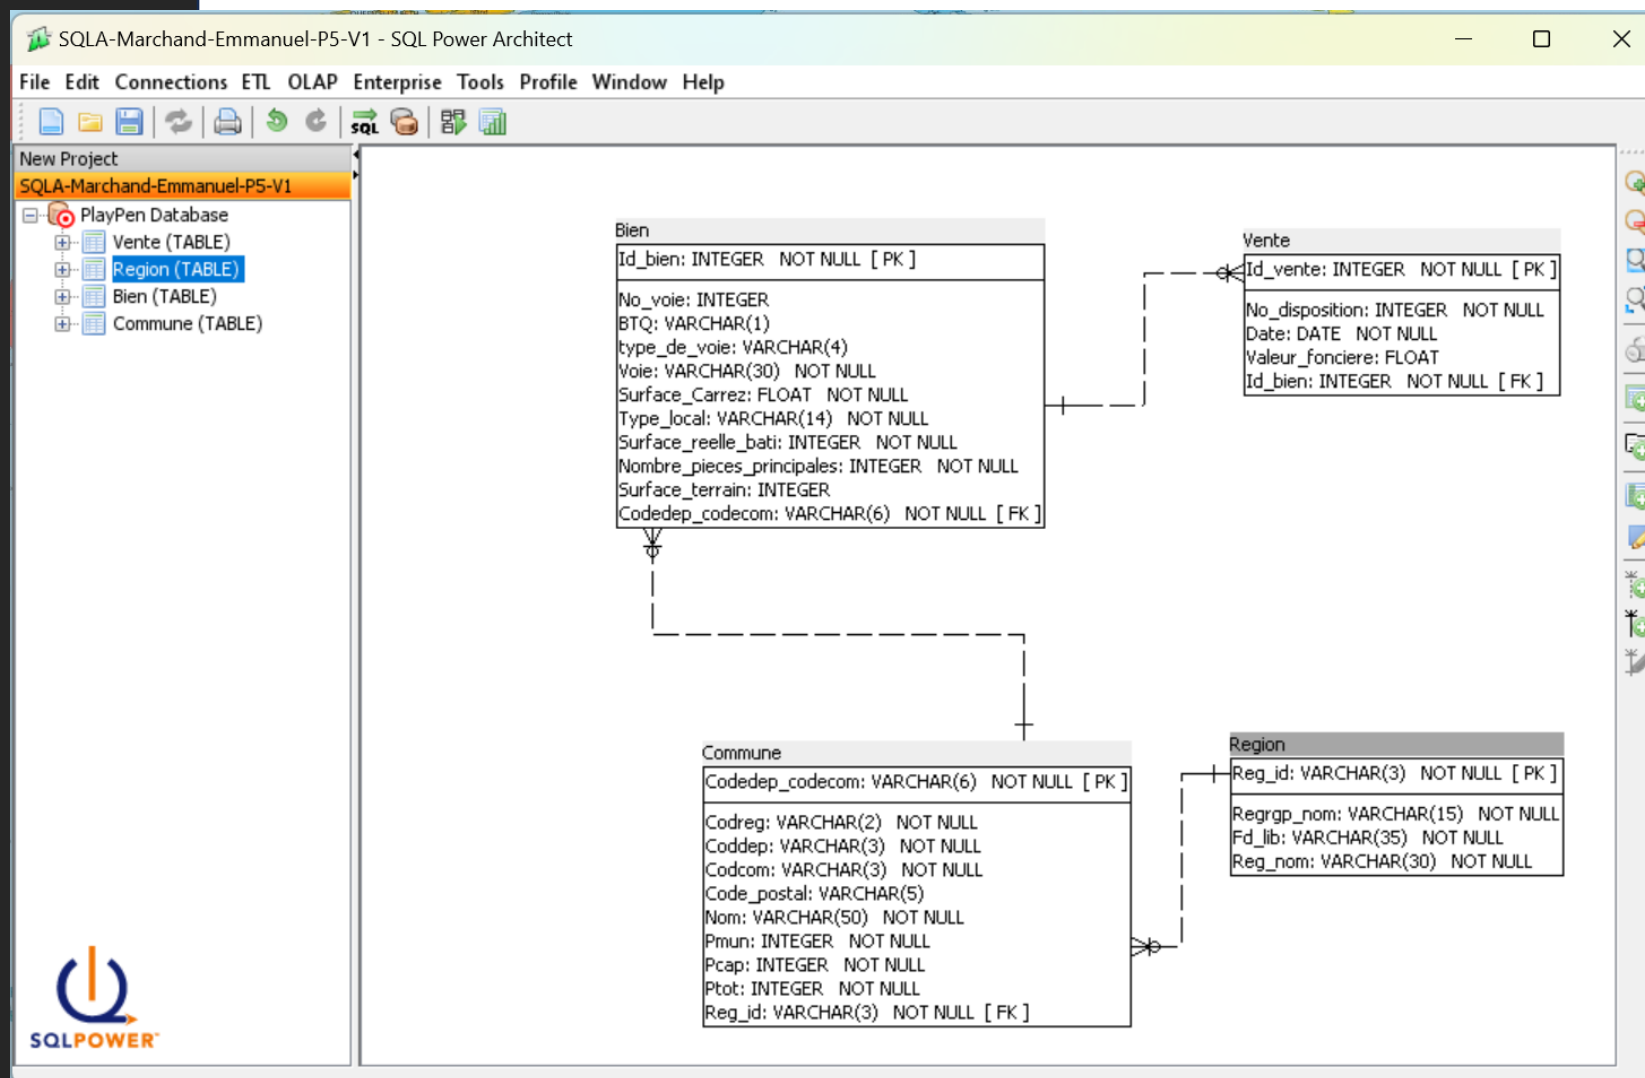 SQLA-Marchand-Emmanuel-P5-V1 - SQL Power Architect
File Edit Connections ETL OLAP Enterprise Tools Profile Window Help
SQL
New Project
SQLA-Marchand-Emmanuel-P5-V1
PlayPen Database
Vente (TABLE)
Region (TABLE)
Bien (TABLE)
Commune (TABLE)
SQLPOWER™
Bien
Id_bien: INTEGER NOT NULL [ PK ]
No_voie: INTEGER
BTQ: VARCHAR(1)
type_de_voie: VARCHAR(4)
Voie: VARCHAR(30) NOT NULL
Surface_Carrez: FLOAT NOT NULL
Type_local: VARCHAR(14) NOT NULL
Surface_reelle_bati: INTEGER NOT NULL
Nombre_pieces_principales: INTEGER NOT NULL
Surface_terrain: INTEGER
Codedep_codecom: VARCHAR(6) NOT NULL [ FK ]
Vente
Id_vente: INTEGER NOT NULL [ PK ]
No_disposition: INTEGER NOT NULL
Date: DATE NOT NULL
Valeur_fonciere: FLOAT
Id_bien: INTEGER NOT NULL [ FK ]
Commune
Codedep_codecom: VARCHAR(6) NOT NULL [ PK ]
Codreg: VARCHAR(2) NOT NULL
Coddep: VARCHAR(3) NOT NULL
Codcom: VARCHAR(3) NOT NULL
Code_postal: VARCHAR(5)
Nom: VARCHAR(50) NOT NULL
Pmun: INTEGER NOT NULL
Pcap: INTEGER NOT NULL
Ptot: INTEGER NOT NULL
Reg_id: VARCHAR(3) NOT NULL [ FK ]
Region
Reg_id: VARCHAR(3) NOT NULL [ PK ]
Regrgp_nom: VARCHAR(15) NOT NULL
Fd_lib: VARCHAR(35) NOT NULL
Reg_nom: VARCHAR(30) NOT NULL